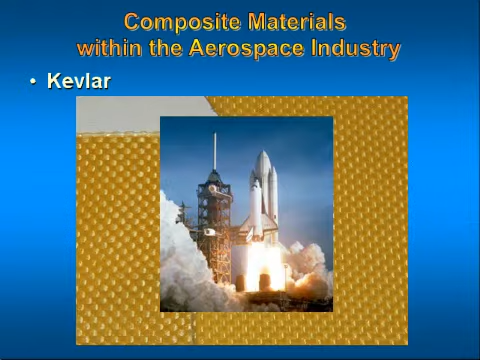 Composite Materials
within the Aerospace Industry
• Kevlar